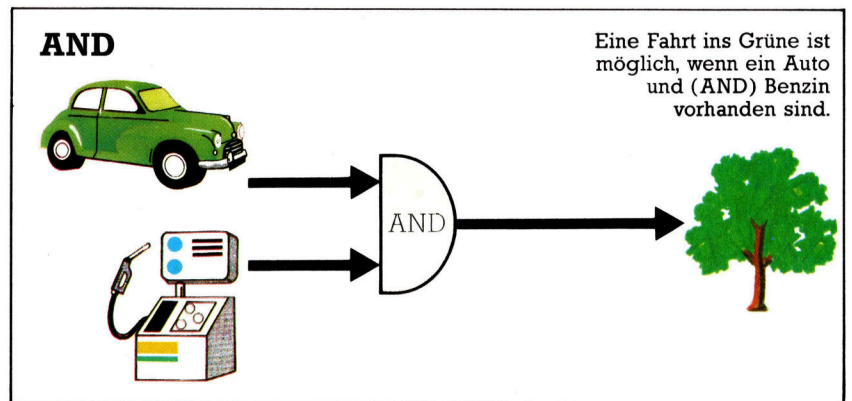 AND
Eine Fahrt ins Grüne ist
möglich, wenn ein Auto
und (AND) Benzin
vorhanden sind.
AND